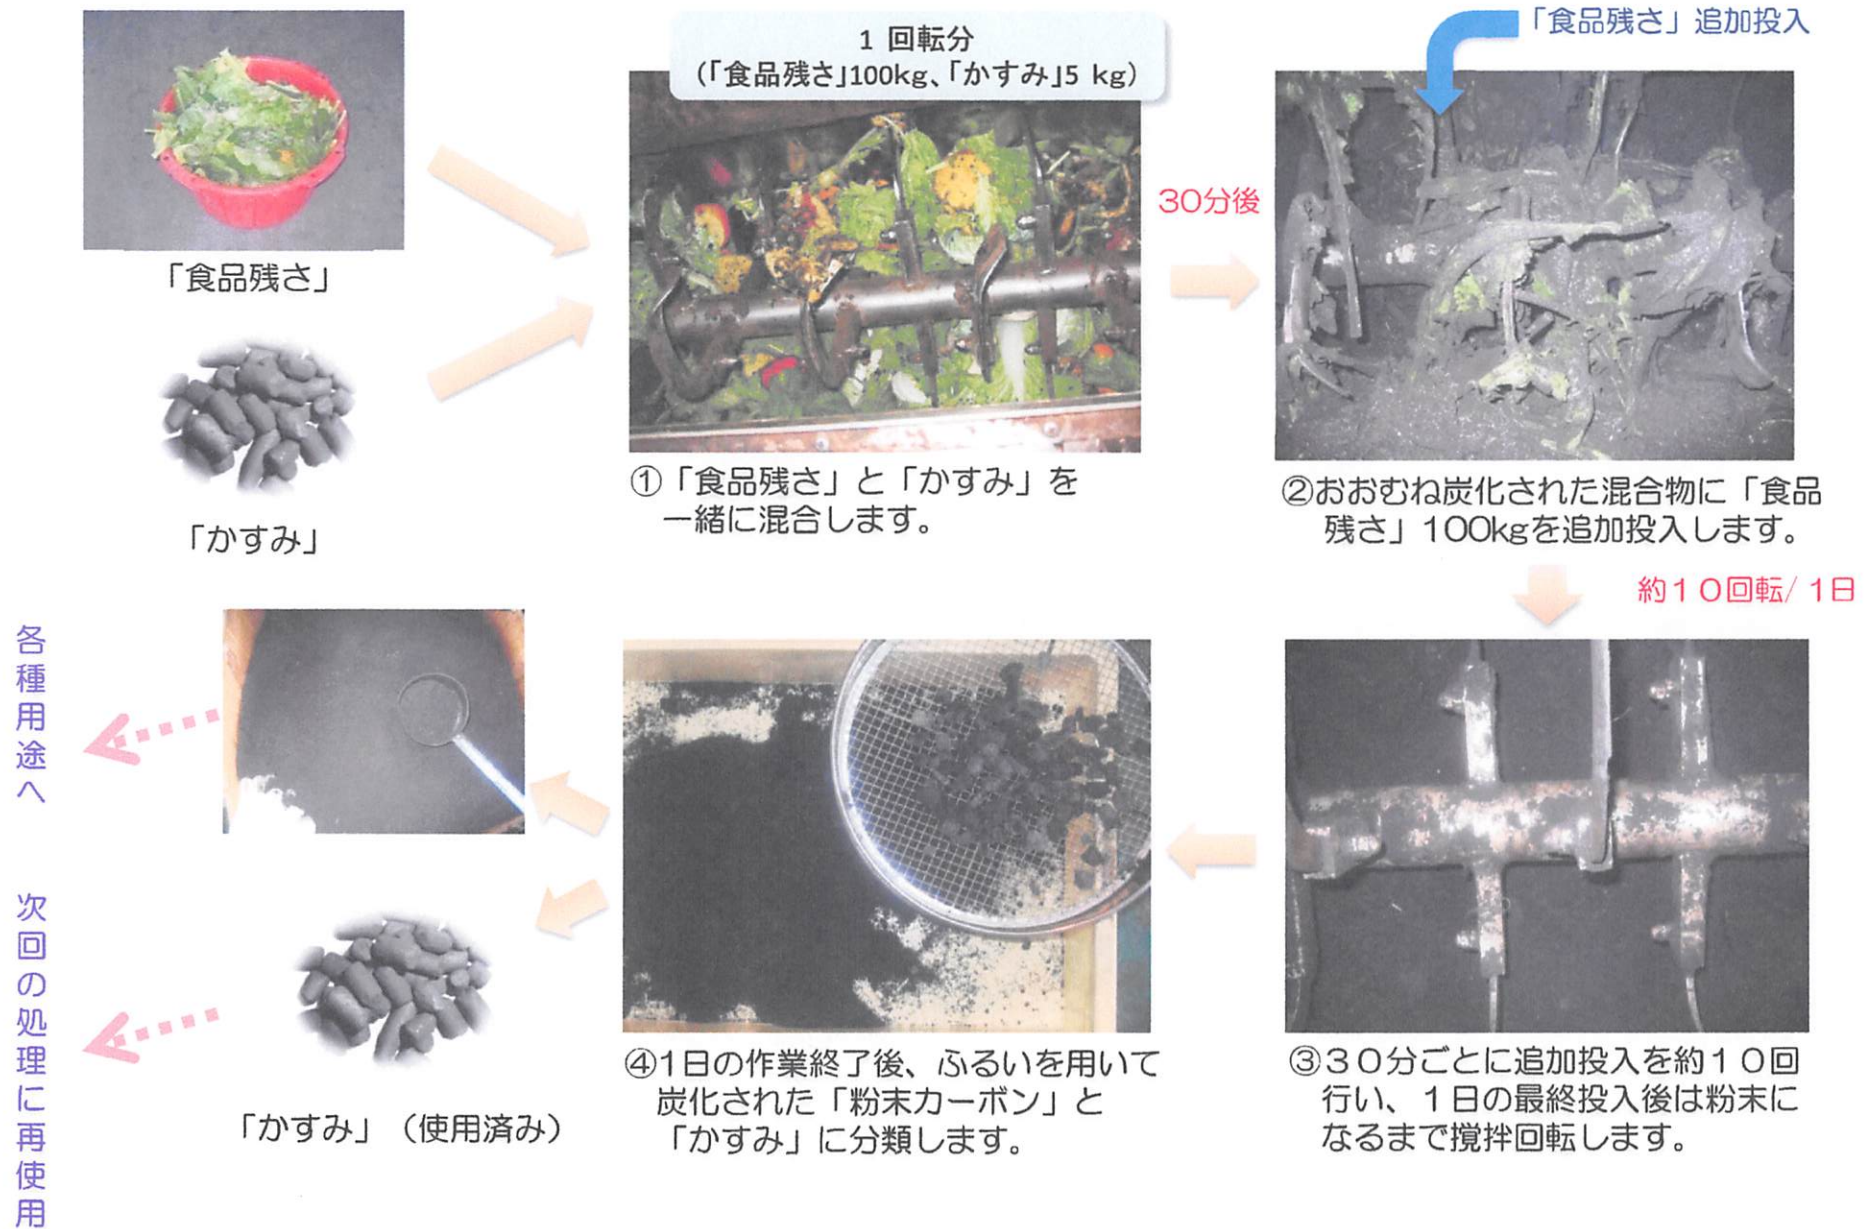 「食品残さ」
「かすみ」
1 回転分
(「食品残さ」100kg、「かすみ」5 kg)
①「食品残さ」と「かすみ」を
一緒に混合します。
30分後
「食品残さ」追加投入
②おおむね炭化された混合物に「食品
残さ」100kgを追加投入します。
約10回転/1日
③30分ごとに追加投入を約10回
行い、1日の最終投入後は粉末に
なるまで撹拌回転します。
④1日の作業終了後、ふるいを用いて
炭化された「粉末カーボン」と
「かすみ」に分類します。
各種用途へ
「かすみ」（使用済み）
次回の処理に再使用